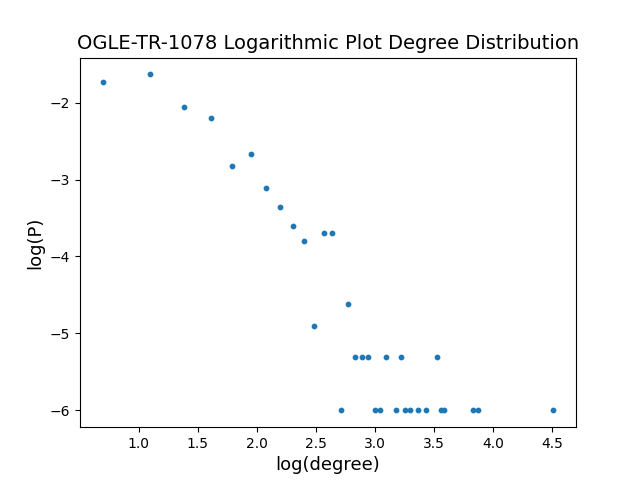 OGLE-TR-1078 Logarithmic Plot Degree Distribution
log(P)
−2
−3
−4
−5
−6
1.0 1.5 2.0 2.5 3.0 3.5 4.0 4.5
log(degree)